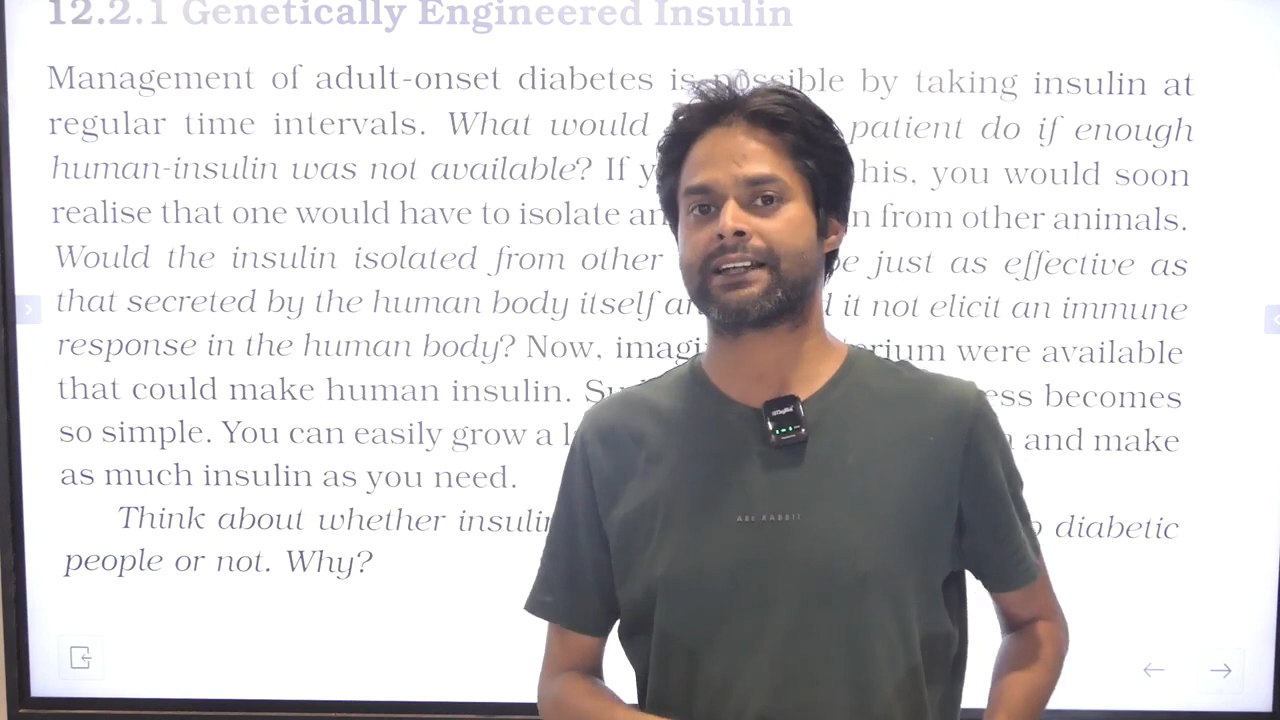 12.2.1 Genetically Engineered Insulin
Management of adult-onset diabetes is possible by taking insulin at
regular time intervals. What would patient do if enough
human-insulin was not available? If his, you would soon
realise that one would have to isolate an from other animals.
Would the insulin isolated from other be just as effective as
that secreted by the human body itself it not elicit an immune
response in the human body? Now, were available
that could make human insulin. becomes
so simple. You can easily grow a and make
as much insulin as you need.
Think about whether diabetic
people or not. Why?
ABE RABBIT